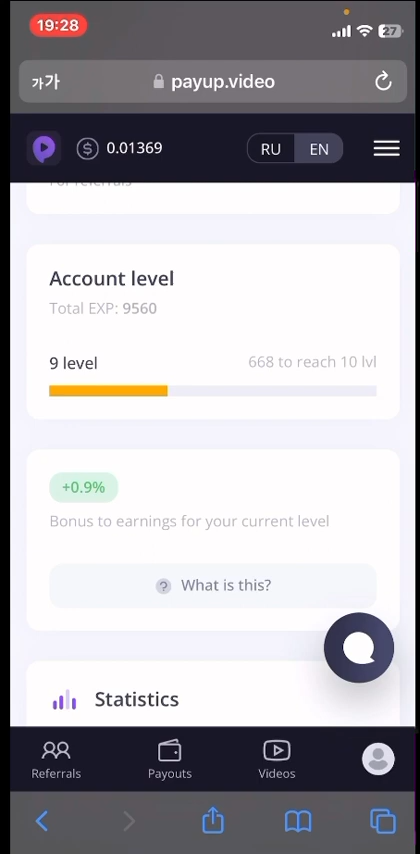 19:28
27
가가
payup.video
0.01369
RU
EN
For referrals
Account level
Total EXP: 9560
9 level
668 to reach 10 lvl
+0.9%
Bonus to earnings for your current level
? What is this?
Statistics
Referrals
Payouts
Videos